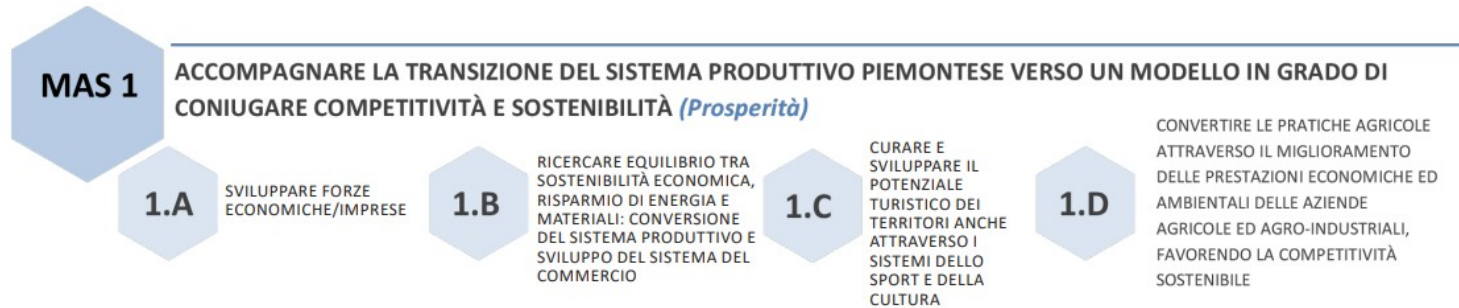 MAS 1
ACCOMPAGNARE LA TRANSIZIONE DEL SISTEMA PRODUTTIVO PIEMONTESE VERSO UN MODELLO IN GRADO DI
CONIUGARE COMPETITIVITÀ E SOSTENIBILITÀ (Prosperità)
1.A
SVILUPPARE FORZE
ECONOMICHE/IMPRESE
1.B
RICERCARE EQUILIBRIO TRA
SOSTENIBILITÀ ECONOMICA,
RISPARMIO DI ENERGIA E
MATERIALI: CONVERSIONE
DEL SISTEMA PRODUTTIVO E
SVILUPPO DEL SISTEMA DEL
COMMERCIO
1.C
CURARE E
SVILUPPARE IL
POTENZIALE
TURISTICO DEI
TERRITORI ANCHE
ATTRAVERSO I
SISTEMI DELLO
SPORT E DELLA
CULTURA
1.D
CONVERTIRE LE PRATICHE AGRICOLE
ATTRAVERSO IL MIGLIORAMENTO
DELLE PRESTAZIONI ECONOMICHE ED
AMBIENTALI DELLE AZIENDE
AGRICOLE ED AGRO-INDUSTRIALI,
FAVORENDO LA COMPETITIVITÀ
SOSTENIBILE